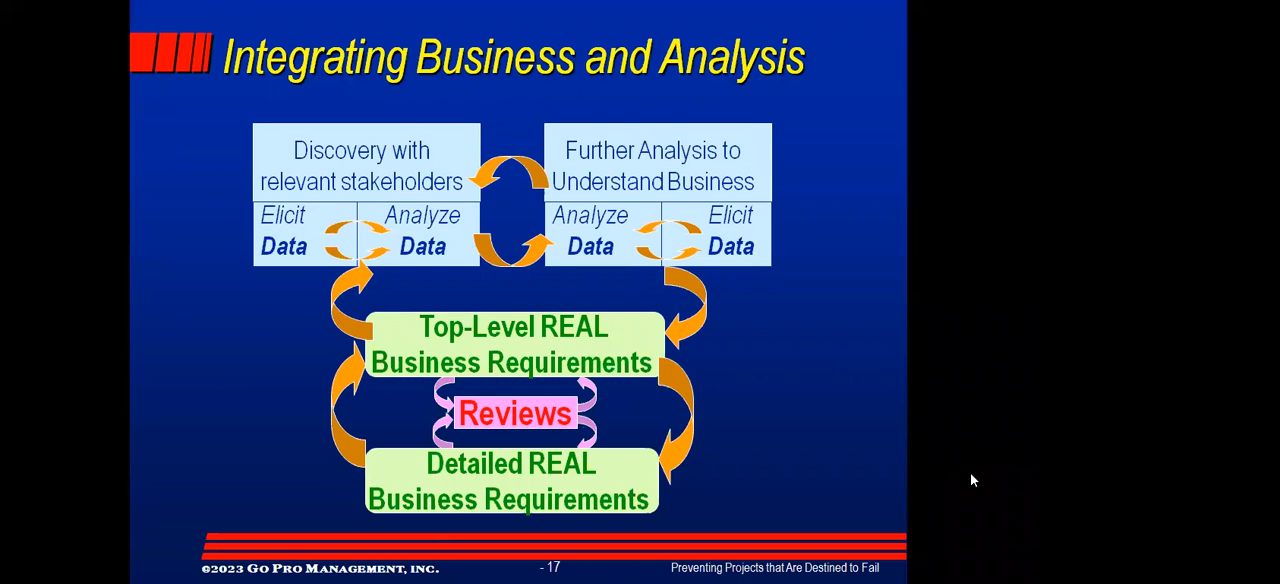 Integrating Business and Analysis
Discovery with
relevant stakeholders
Elicit
Data
Analyze
Data
Further Analysis to
Understand Business
Analyze
Data
Elicit
Data
Top-Level REAL
Business Requirements
Reviews
Detailed REAL
Business Requirements
©2023 GO PRO MANAGEMENT, INC.
- 17
Preventing Projects that Are Destined to Fail